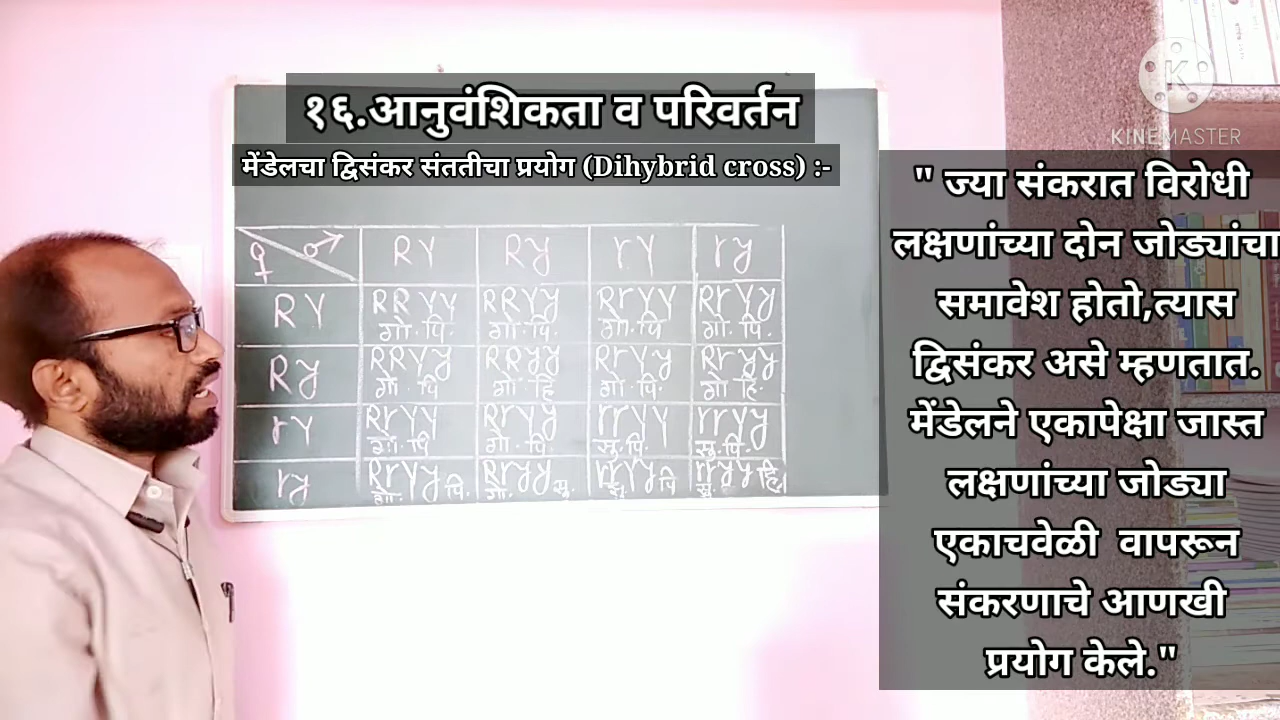 १६.आनुवंशिकता व परिवर्तन
मेंडेलचा द्विसंकर संततीचा प्रयोग (Dihybrid cross) :-
KINEMASTER
" ज्या संकरात विरोधी
लक्षणांच्या दोन जोड्यांचा
समावेश होतो,त्यास
द्विसंकर असे म्हणतात.
मेंडेलने एकापेक्षा जास्त
लक्षणांच्या जोड्या
एकाचवेळी वापरून
संकरणाचे आणखी
प्रयोग केले."
♀ ♂ RY Ry rY ry
RY RRYY RRYy RrYY RrYy
गो. पि. गो. पि. गो. पि गो. पि.
Ry RRYy RRyy RrYy Rryy
गो. पि गो हि गो. पि. गो हि.
rY RrYY RrYy rrYY rrYy
गो. पि गो. पि. सु. पि. सु. पि.
ry RrYy Rryy rrYy rryy हि.
गो. पि. गो. सु. सु. पि सु.